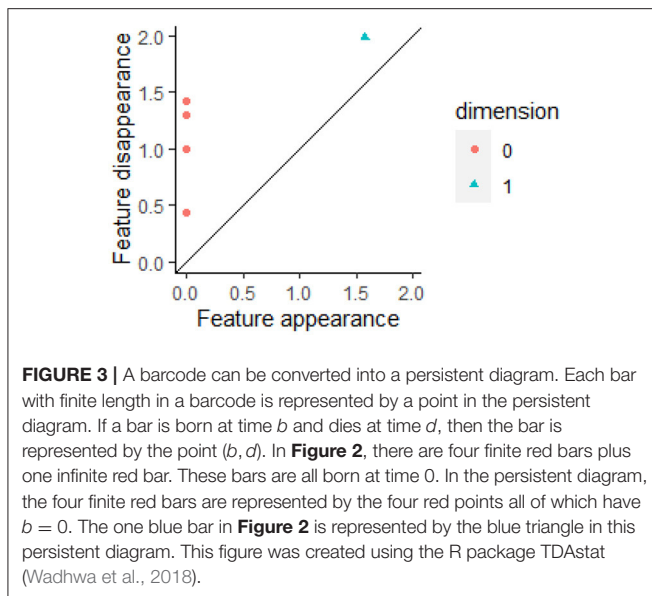 2.0
1.5
1.0
0.5
0.0
Feature disappearance
0.0 0.5 1.0 1.5 2.0
Feature appearance
dimension
0
1
FIGURE 3 | A barcode can be converted into a persistent diagram. Each bar
with finite length in a barcode is represented by a point in the persistent
diagram. If a bar is born at time b and dies at time d, then the bar is
represented by the point (b, d). In Figure 2, there are four finite red bars plus
one infinite red bar. These bars are all born at time 0. In the persistent diagram,
the four finite red bars are represented by the four red points all of which have
b = 0. The one blue bar in Figure 2 is represented by the blue triangle in this
persistent diagram. This figure was created using the R package TDAstat
(Wadhwa et al., 2018).